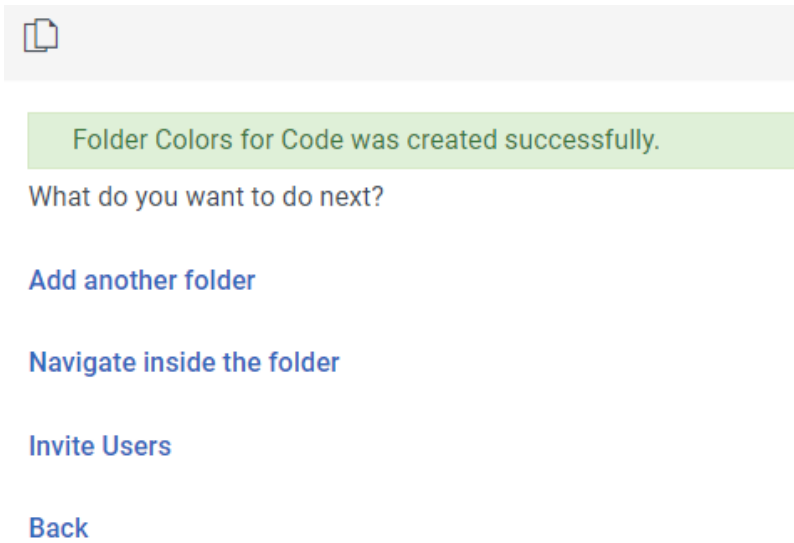 Folder Colors for Code was created successfully.
What do you want to do next?
Add another folder
Navigate inside the folder
Invite Users
Back